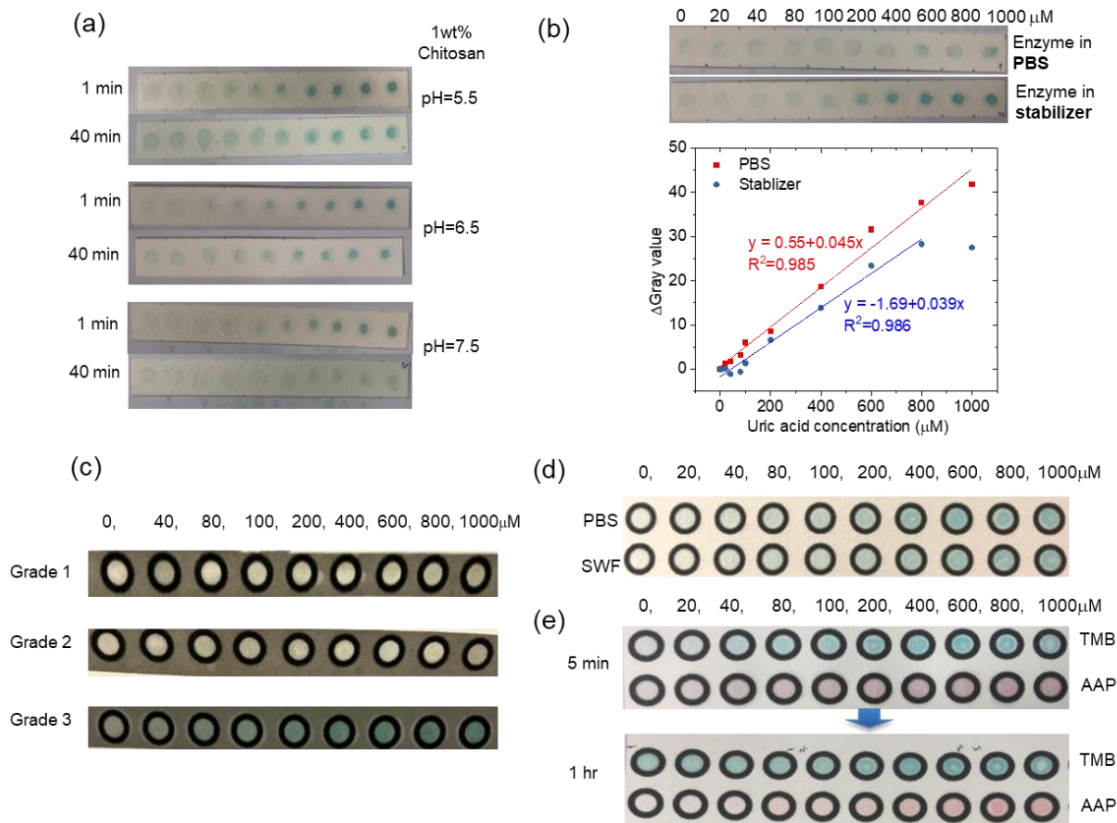 (a)
1wt%
Chitosan
1 min
pH=5.5
40 min
1 min
pH=6.5
40 min
1 min
pH=7.5
40 min
(b)
0 20 40 80 100 200 400 600 800 1000 μM
Enzyme in
PBS
Enzyme in
stabilizer
50
40
30
20
10
0
ΔGray value
PBS
Stablizer
y = 0.55+0.045x
R²=0.985
y = -1.69+0.039x
R²=0.986
0 200 400 600 800 1000
Uric acid concentration (μM)
(c)
0, 40, 80, 100, 200, 400, 600, 800, 1000μM
Grade 1
Grade 2
Grade 3
(d)
0, 20, 40, 80, 100, 200, 400, 600, 800, 1000μM
PBS
SWF
(e)
0, 20, 40, 80, 100, 200, 400, 600, 800, 1000μM
5 min
TMB
AAP
1 hr
TMB
AAP